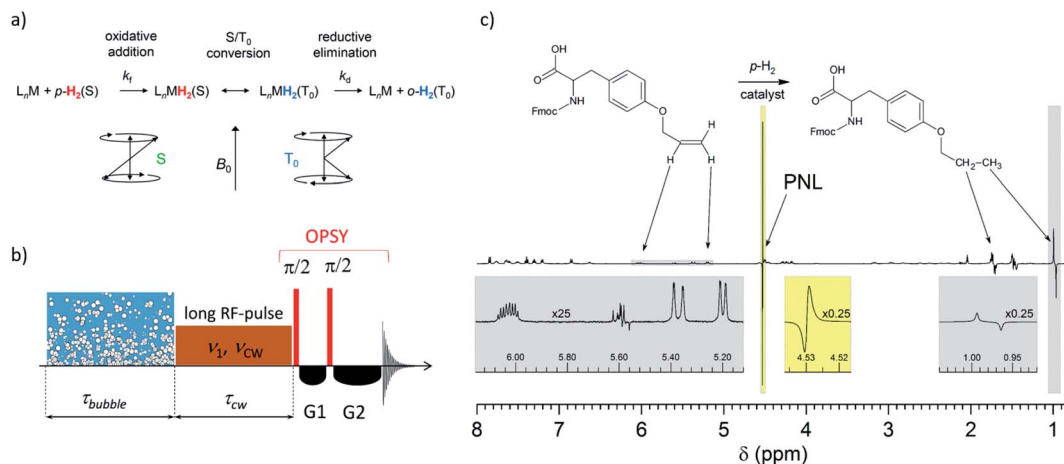 a)
oxidative
addition
S/T₀
conversion
reductive
elimination
kf
kd
LnM + p-H₂(S)
LnMH₂(S)
LnMH₂(T₀)
LnM + o-H₂(T₀)
S
B₀
T₀
b)
OPSY
π/2
π/2
long RF-pulse
ν₁, νCW
τbubble
τcw
G1
G2
c)
OH
O
NH
Fmoc
O
H
H
H
p-H₂
catalyst
OH
O
NH
Fmoc
O
CH₂-CH₃
PNL
x25
6.00
5.80
5.60
5.40
5.20
x0.25
4.53
4.52
x0.25
1.00
0.95
8
7
6
5
4
3
2
1
δ (ppm)